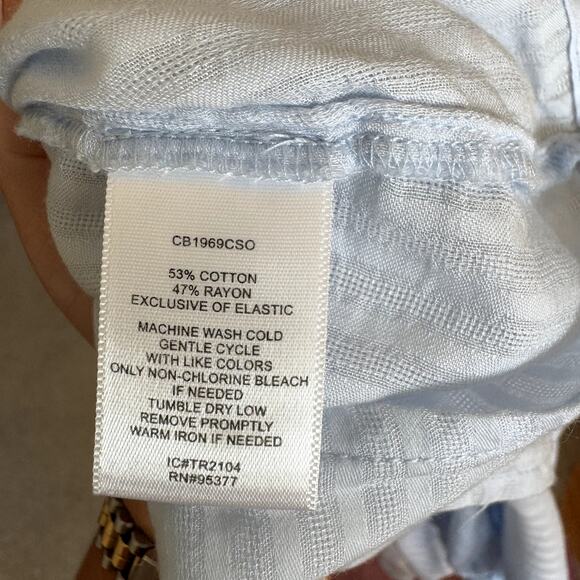 CB1969CSO
53% COTTON
47% RAYON
EXCLUSIVE OF ELASTIC
MACHINE WASH COLD
GENTLE CYCLE
WITH LIKE COLORS
ONLY NON-CHLORINE BLEACH
IF NEEDED
TUMBLE DRY LOW
REMOVE PROMPTLY
WARM IRON IF NEEDED
IC#TR2104
RN#95377